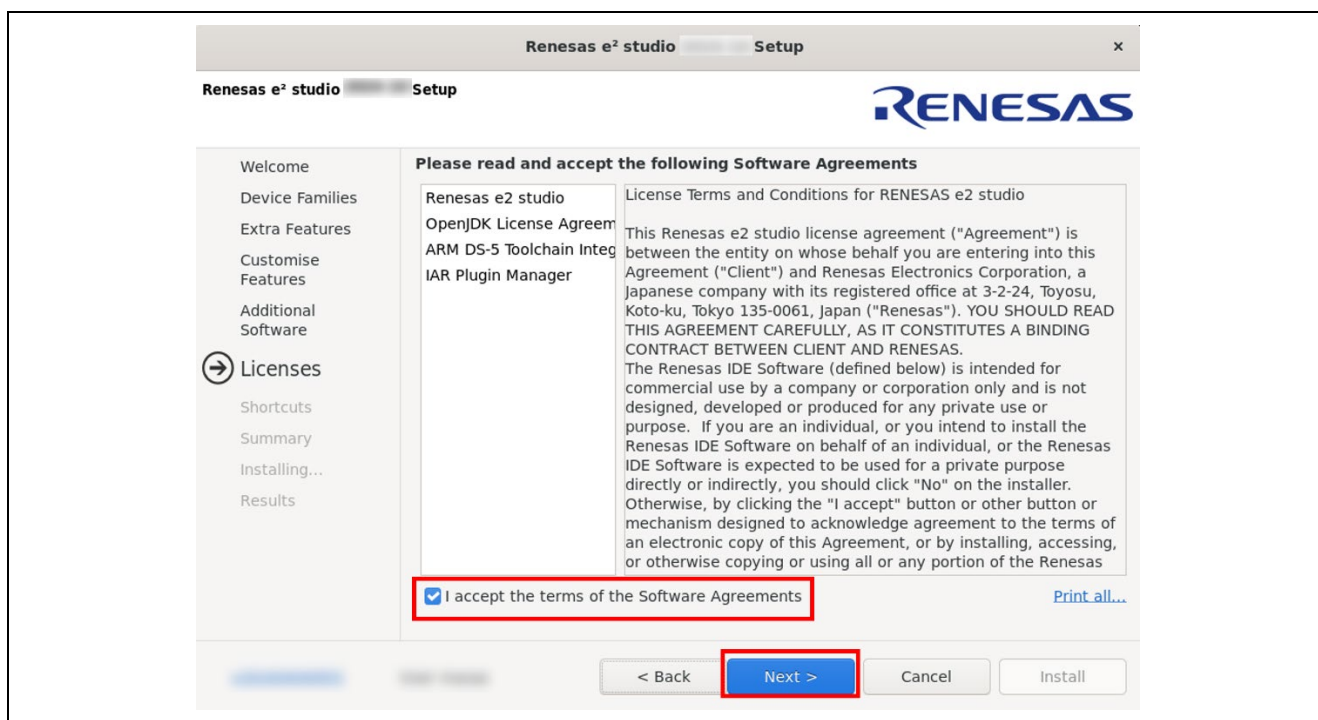 Renesas e² studio Setup
x
Renesas e² studio Setup
RENESAS
Welcome
Device Families
Extra Features
Customise
Features
Additional
Software
Licenses
Shortcuts
Summary
Installing...
Results
Please read and accept the following Software Agreements
Renesas e2 studio
OpenJDK License Agreem
ARM DS-5 Toolchain Integ
IAR Plugin Manager
License Terms and Conditions for RENESAS e2 studio
This Renesas e2 studio license agreement ("Agreement") is
between the entity on whose behalf you are entering into this
Agreement ("Client") and Renesas Electronics Corporation, a
Japanese company with its registered office at 3-2-24, Toyosu,
Koto-ku, Tokyo 135-0061, Japan ("Renesas"). YOU SHOULD READ
THIS AGREEMENT CAREFULLY, AS IT CONSTITUTES A BINDING
CONTRACT BETWEEN CLIENT AND RENESAS.
The Renesas IDE Software (defined below) is intended for
commercial use by a company or corporation only and is not
designed, developed or produced for any private use or
purpose.  If you are an individual, or you intend to install the
Renesas IDE Software on behalf of an individual, or the Renesas
IDE Software is expected to be used for a private purpose
directly or indirectly, you should click "No" on the installer.
Otherwise, by clicking the "I accept" button or other button or
mechanism designed to acknowledge agreement to the terms of
an electronic copy of this Agreement, or by installing, accessing,
or otherwise copying or using all or any portion of the Renesas
I accept the terms of the Software Agreements
Print all...
< Back
Next >
Cancel
Install